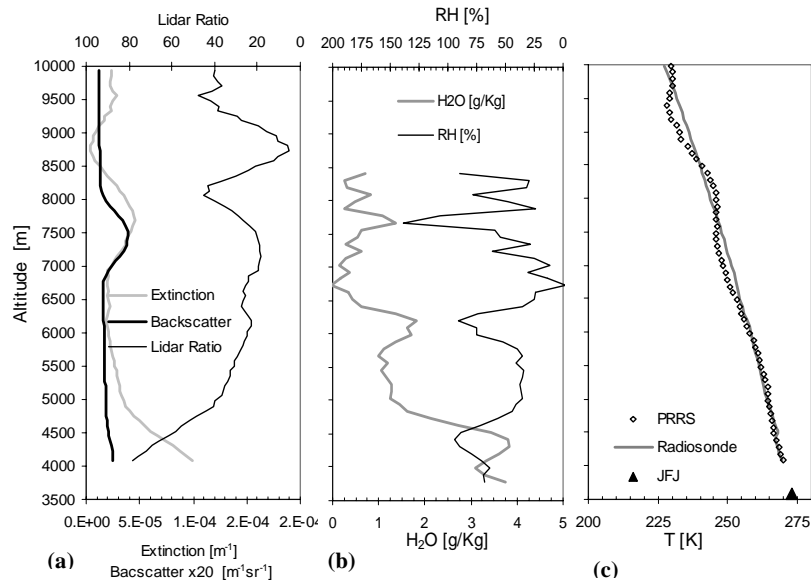 Lidar Ratio
100 80 60 40 20 0
Altitude [m]
10000
9500
9000
8500
8000
7500
7000
6500
6000
5500
5000
4500
4000
3500
Extinction
Backscatter
Lidar Ratio
0.E+00 5.E-05 1.E-04 2.E-04
(a)
Extinction [m-1]
Bacscatter x20 [m-1sr-1]
RH [%]
200 175 150 125 100 75 50 25 0
H2O [g/Kg]
RH [%]
0 1 2 3 4 5
(b)
H2O [g/Kg]
PRRS
Radiosonde
JFJ
200 225 250 275
T [K]
(c)